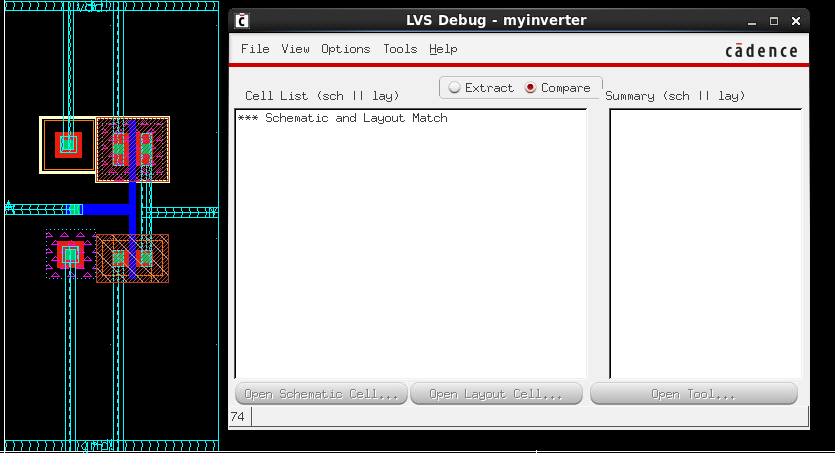 LVS Debug - myinverter
File View Options Tools Help
cādence
Extract Compare
Cell List (sch || lay) Summary (sch || lay)
*** Schematic and Layout Match
Open Schematic Cell... Open Layout Cell... Open Tool...
74